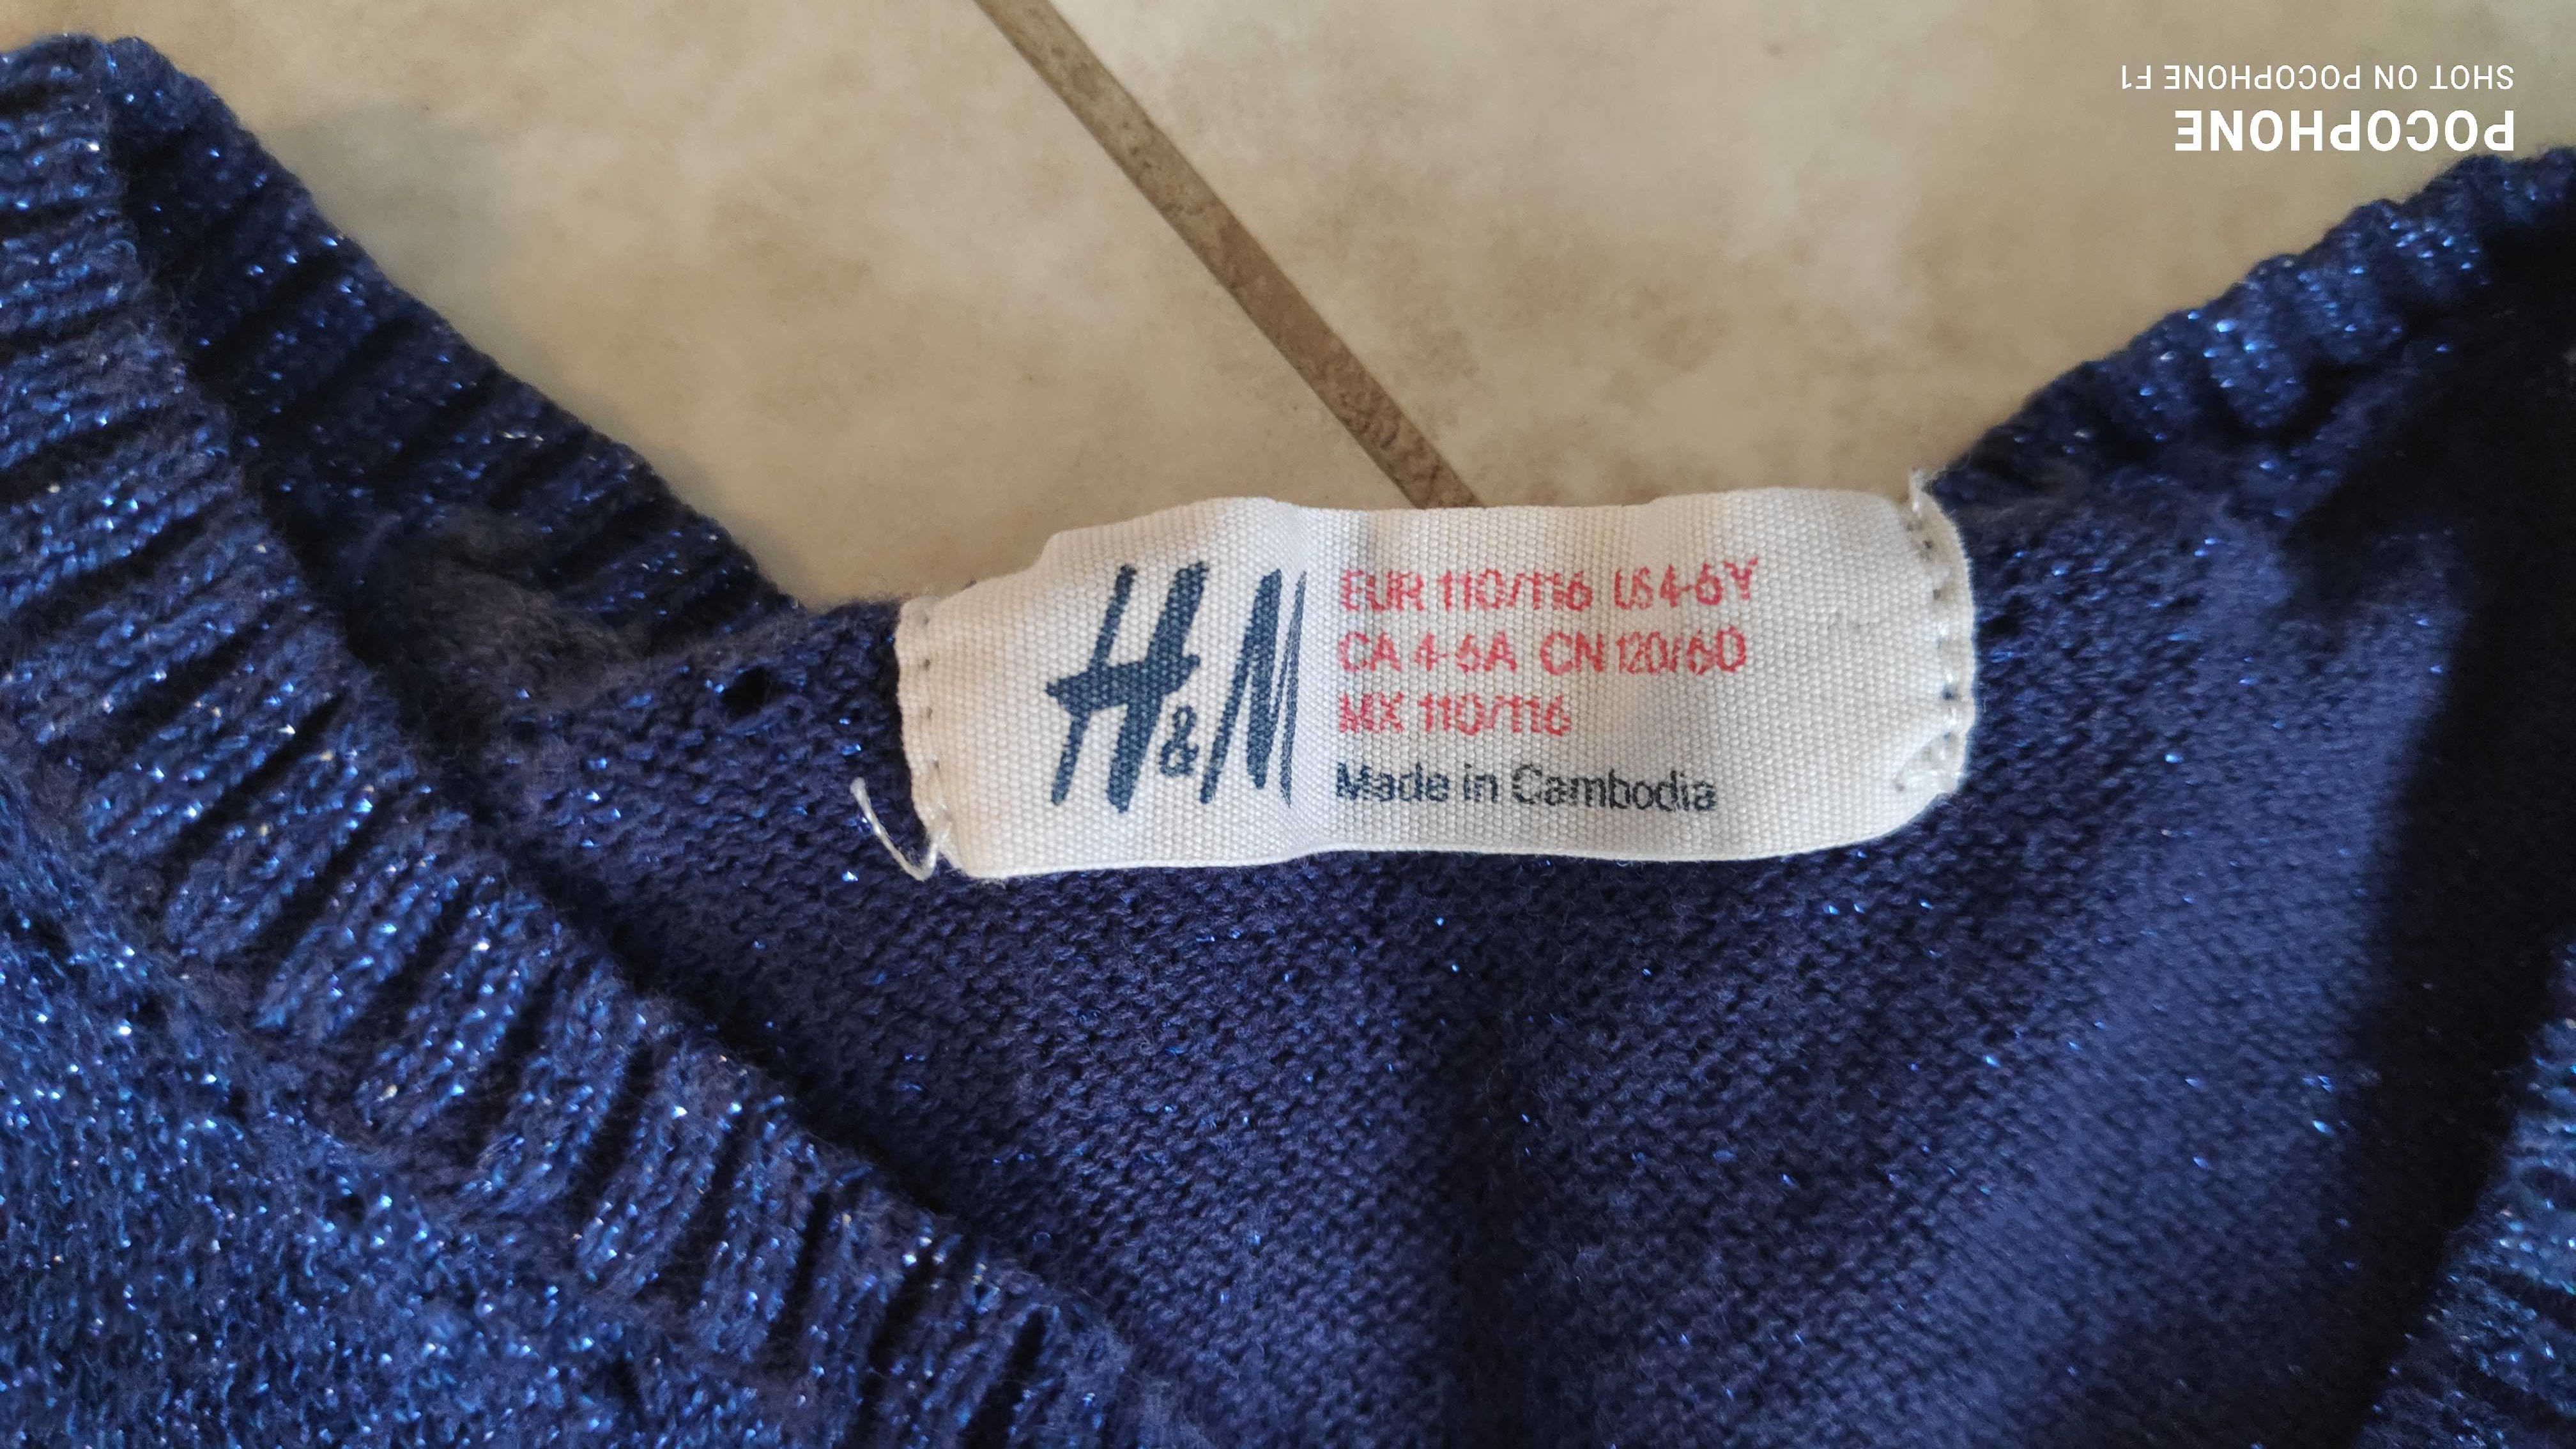 H&M
EUR 110/116 US 4-6Y
CA 4-6A CN 120/60
MX 110/116
Made in Cambodia
POCOPHONE
SHOT ON POCOPHONE F1